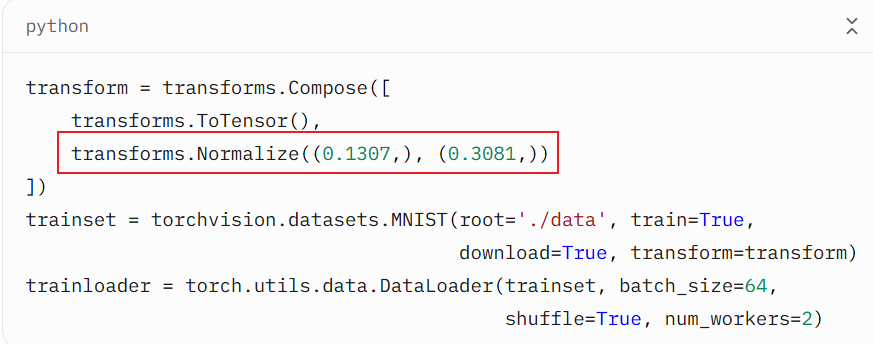 python
transform = transforms.Compose([
    transforms.ToTensor(),
    transforms.Normalize((0.1307,), (0.3081,))
])
trainset = torchvision.datasets.MNIST(root='./data', train=True,
                                      download=True, transform=transform)
trainloader = torch.utils.data.DataLoader(trainset, batch_size=64,
                                          shuffle=True, num_workers=2)